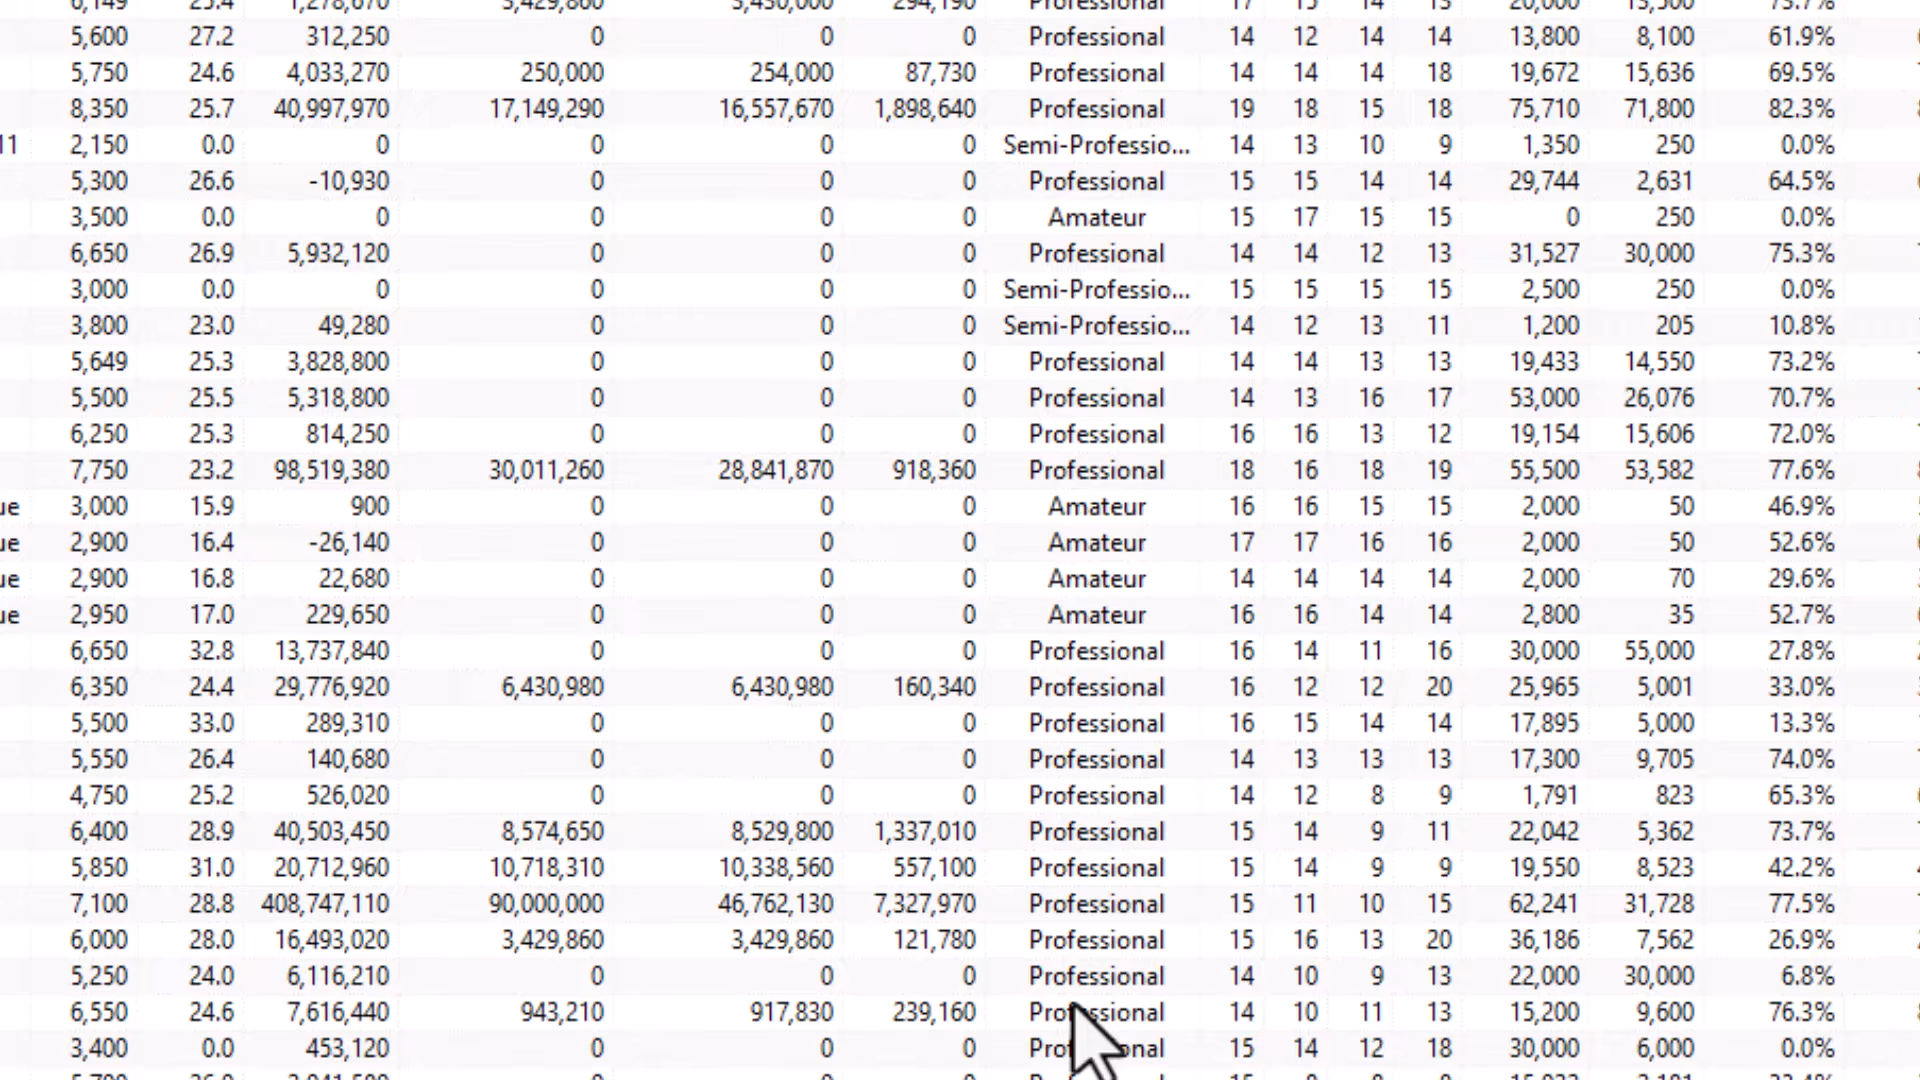 5,600 27.2 312,250 0 0 0 Professional 14 12 14 14 13,800 8,100 61.9%
5,750 24.6 4,033,270 250,000 254,000 87,730 Professional 14 14 14 18 19,672 15,636 69.5%
8,350 25.7 40,997,970 17,149,290 16,557,670 1,898,640 Professional 19 18 15 18 75,710 71,800 82.3%
11 2,150 0.0 0 0 0 0 Semi-Professio... 14 13 10 9 1,350 250 0.0%
5,300 26.6 -10,930 0 0 0 Professional 15 15 14 14 29,744 2,631 64.5%
3,500 0.0 0 0 0 0 Amateur 15 17 15 15 0 250 0.0%
6,650 26.9 5,932,120 0 0 0 Professional 14 14 12 13 31,527 30,000 75.3%
3,000 0.0 0 0 0 0 Semi-Professio... 15 15 15 15 2,500 250 0.0%
3,800 23.0 49,280 0 0 0 Semi-Professio... 14 12 13 11 1,200 205 10.8%
5,649 25.3 3,828,800 0 0 0 Professional 14 14 13 13 19,433 14,550 73.2%
5,500 25.5 5,318,800 0 0 0 Professional 14 13 16 17 53,000 26,076 70.7%
6,250 25.3 814,250 0 0 0 Professional 16 16 13 12 19,154 15,606 72.0%
7,750 23.2 98,519,380 30,011,260 28,841,870 918,360 Professional 18 16 18 19 55,500 53,582 77.6%
ue 3,000 15.9 900 0 0 0 Amateur 16 16 15 15 2,000 50 46.9%
ue 2,900 16.4 -26,140 0 0 0 Amateur 17 17 16 16 2,000 50 52.6%
ue 2,900 16.8 22,680 0 0 0 Amateur 14 14 14 14 2,000 70 29.6%
ue 2,950 17.0 229,650 0 0 0 Amateur 16 16 14 14 2,800 35 52.7%
6,650 32.8 13,737,840 0 0 0 Professional 16 14 11 16 30,000 55,000 27.8%
6,350 24.4 29,776,920 6,430,980 6,430,980 160,340 Professional 16 12 12 20 25,965 5,001 33.0%
5,500 33.0 289,310 0 0 0 Professional 16 15 14 14 17,895 5,000 13.3%
5,550 26.4 140,680 0 0 0 Professional 14 13 13 13 17,300 9,705 74.0%
4,750 25.2 526,020 0 0 0 Professional 14 12 8 9 1,791 823 65.3%
6,400 28.9 40,503,450 8,574,650 8,529,800 1,337,010 Professional 15 14 9 11 22,042 5,362 73.7%
5,850 31.0 20,712,960 10,718,310 10,338,560 557,100 Professional 15 14 9 9 19,550 8,523 42.2%
7,100 28.8 408,747,110 90,000,000 46,762,130 7,327,970 Professional 15 11 10 15 62,241 31,728 77.5%
6,000 28.0 16,493,020 3,429,860 3,429,860 121,780 Professional 15 16 13 20 36,186 7,562 26.9%
5,250 24.0 6,116,210 0 0 0 Professional 14 10 9 13 22,000 30,000 6.8%
6,550 24.6 7,616,440 943,210 917,830 239,160 Professional 14 10 11 13 15,200 9,600 76.3%
3,400 0.0 453,120 0 0 0 Professional 15 14 12 18 30,000 6,000 0.0%